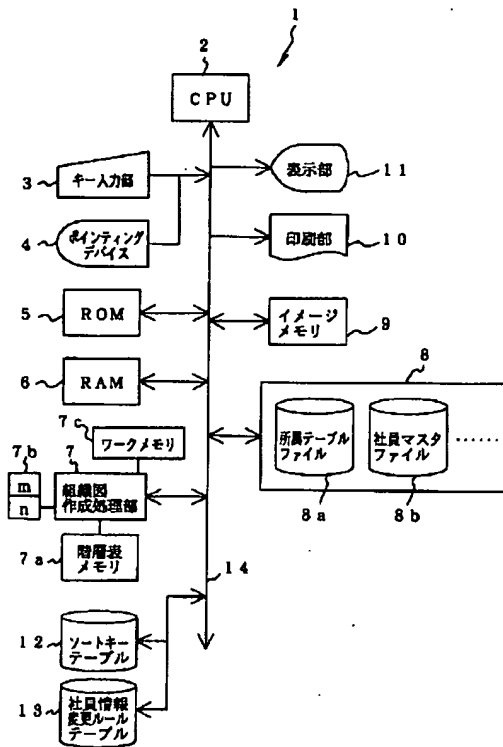 1
2
CPU
3
キー入力部
表示部
11
4
ポインティング
デバイス
印刷部
10
5
ROM
イメージ
メモリ
9
6
RAM
8
7c
ワークメモリ
7b
7
m
n
組織図
作成処理部
所属テーブル
ファイル
社員マスタ
ファイル
……
8a
8b
7a
階層表
メモリ
14
12
ソートキー
テーブル
13
社員情報
変更ルール
テーブル